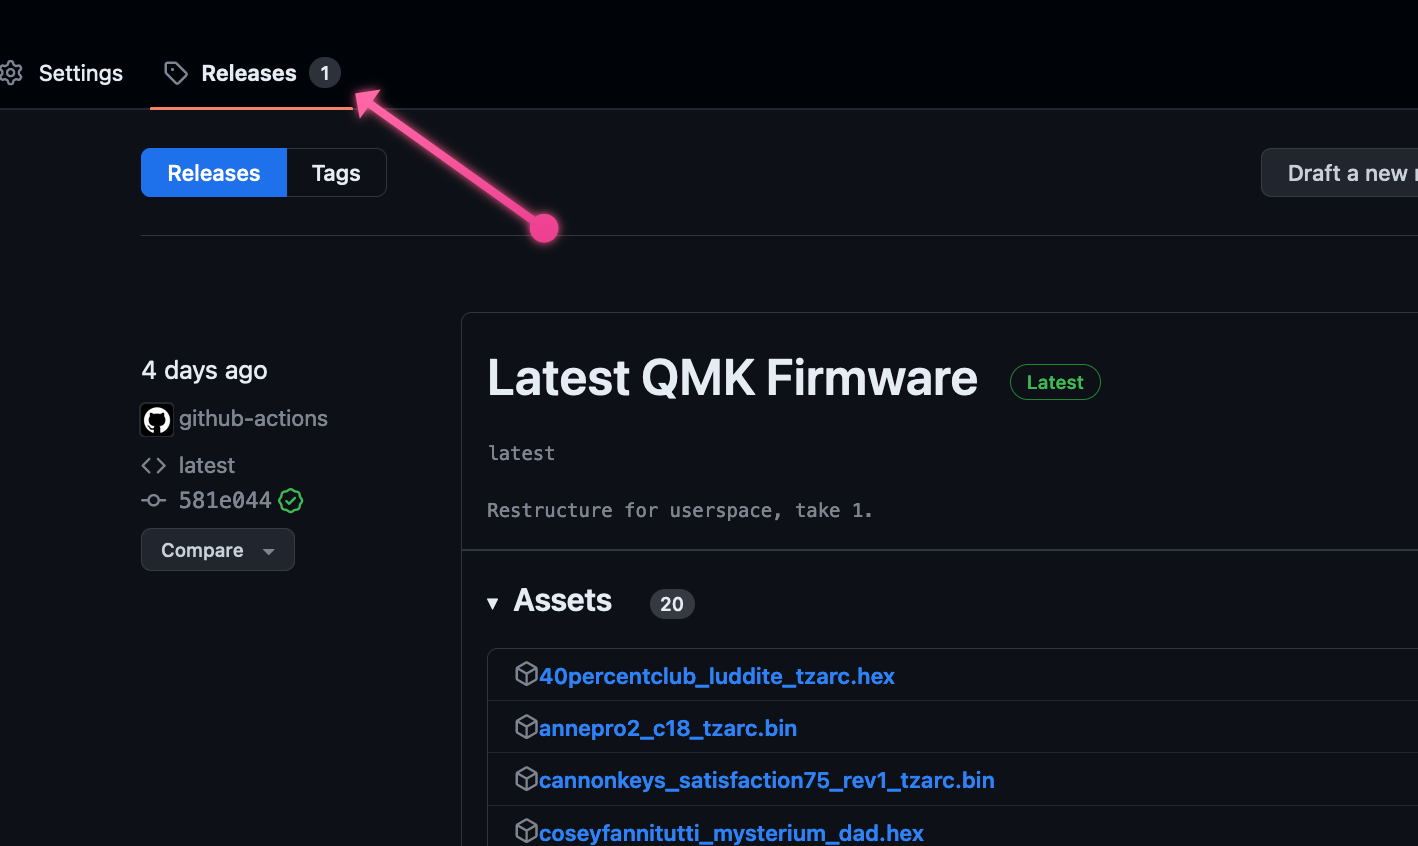 Settings Releases 1
Releases Tags Draft a new
4 days ago
github-actions
latest
581e044
Compare
Latest QMK Firmware Latest
latest
Restructure for userspace, take 1.
Assets 20
40percentclub_luddite_tzarc.hex
annepro2_c18_tzarc.bin
cannonkeys_satisfaction75_rev1_tzarc.bin
coseyfannitutti_mysterium_dad.hex